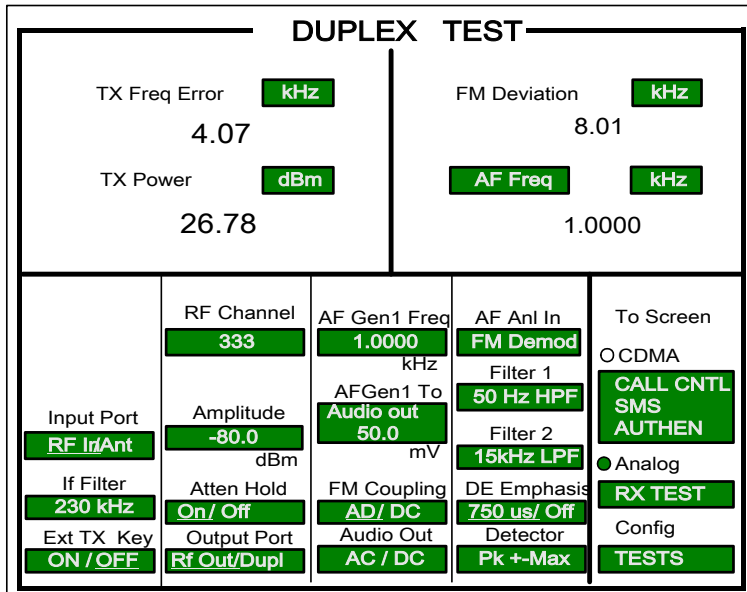 DUPLEX TEST
TX Freq Error kHz
4.07
TX Power dBm
26.78
FM Deviation kHz
8.01
AF Freq kHz
1.0000
Input Port
RF In/Ant
If Filter
230 kHz
Ext TX Key
ON / OFF
RF Channel
333
Amplitude
-80.0
dBm
Atten Hold
On / Off
Output Port
Rf Out/Dupl
AF Gen1 Freq
1.0000
kHz
AFGen1 To
Audio out
50.0
mV
FM Coupling
AD/ DC
Audio Out
AC / DC
AF Anl In
FM Demod
Filter 1
50 Hz HPF
Filter 2
15kHz LPF
DE Emphasis
750 us/ Off
Detector
Pk +-Max
To Screen
CDMA
CALL CNTL
SMS
AUTHEN
Analog
RX TEST
Config
TESTS